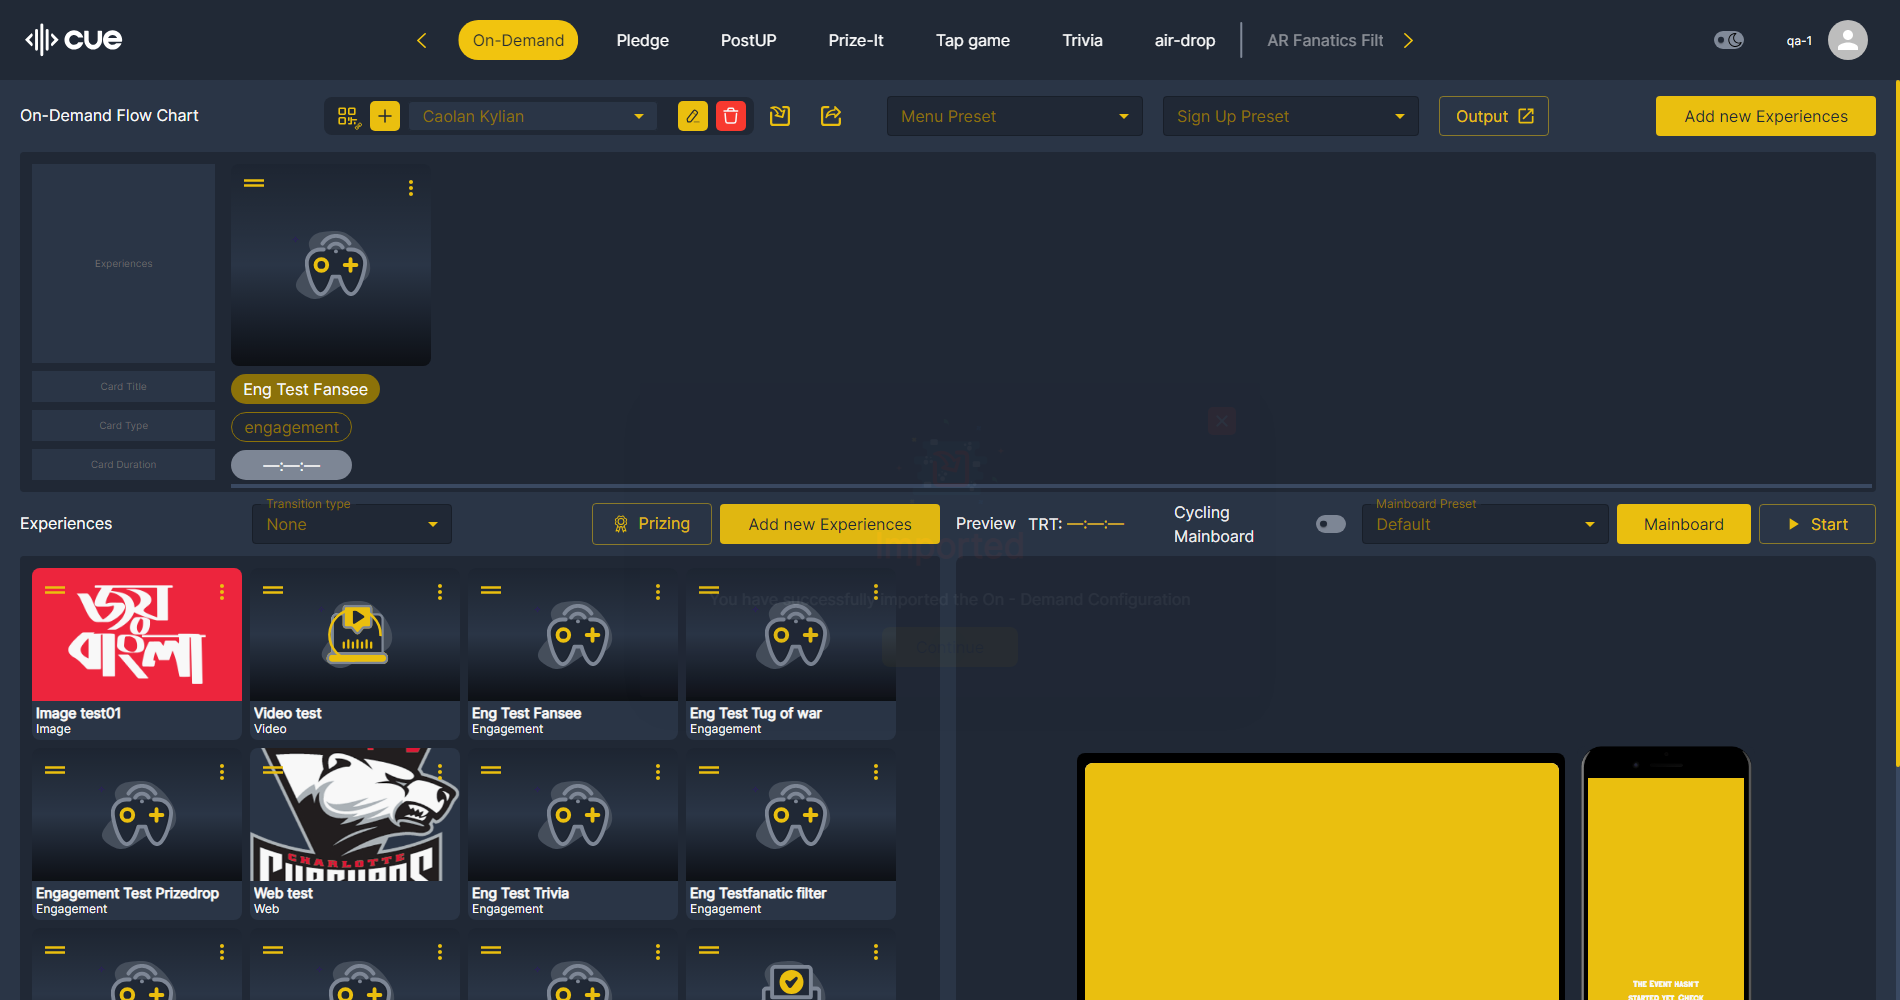 cue
On-Demand
Pledge
PostUP
Prize-It
Tap game
Trivia
air-drop
AR Fanatics Filt
qa-1
On-Demand Flow Chart
Caolan Kylian
Menu Preset
Sign Up Preset
Output
Add new Experiences
Experiences
Card Title
Card Type
Card Duration
Eng Test Fansee
engagement
—:—:—
Experiences
Transition type
None
Prizing
Add new Experiences
Preview
TRT: —:—:—
Cycling
Mainboard
Mainboard Preset
Default
Mainboard
Start
Imported
You have successfully imported the On - Demand Configuration
Continue
জয়
বাংলা
Image test01
Image
Video test
Video
Eng Test Fansee
Engagement
Eng Test Tug of war
Engagement
Engagement Test Prizedrop
Engagement
CHARLOTTE
Web test
Web
Eng Test Trivia
Engagement
Eng Testfanatic filter
Engagement
The Event hasn't
started yet. Check